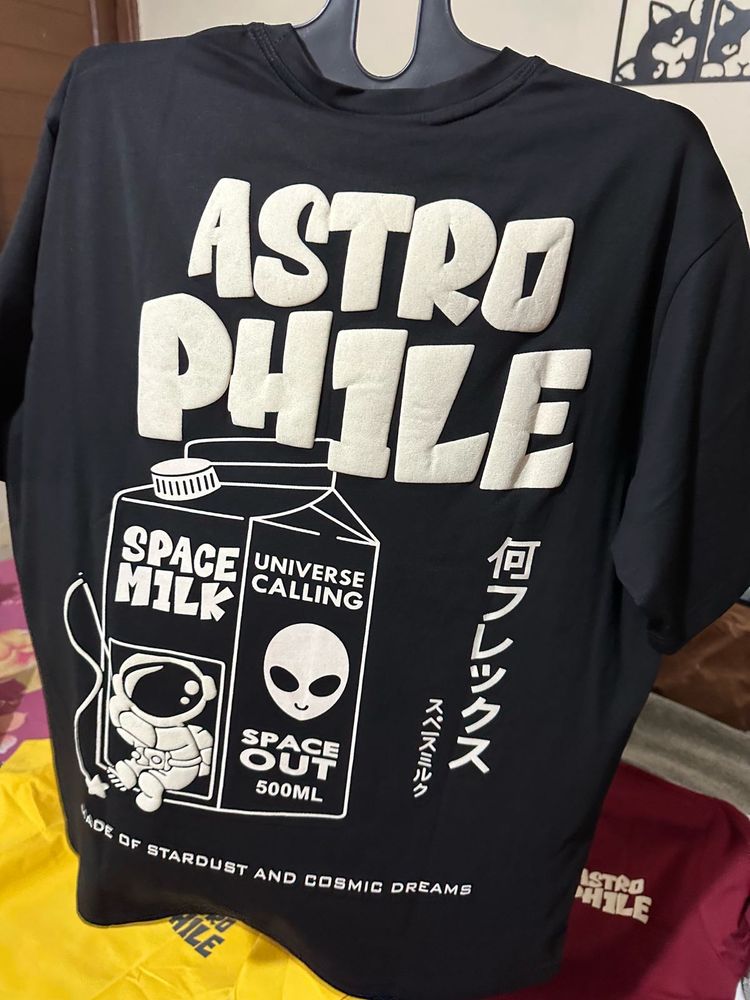 ASTRO
PH1LE
SPACE
M1LK
UNIVERSE
CALLING
SPACE
OUT
500ML
何フレックス
スペースミルク
MADE OF STARDUST AND COSMIC DREAMS
ASTRO
PH1LE
ASTRO
PH1LE